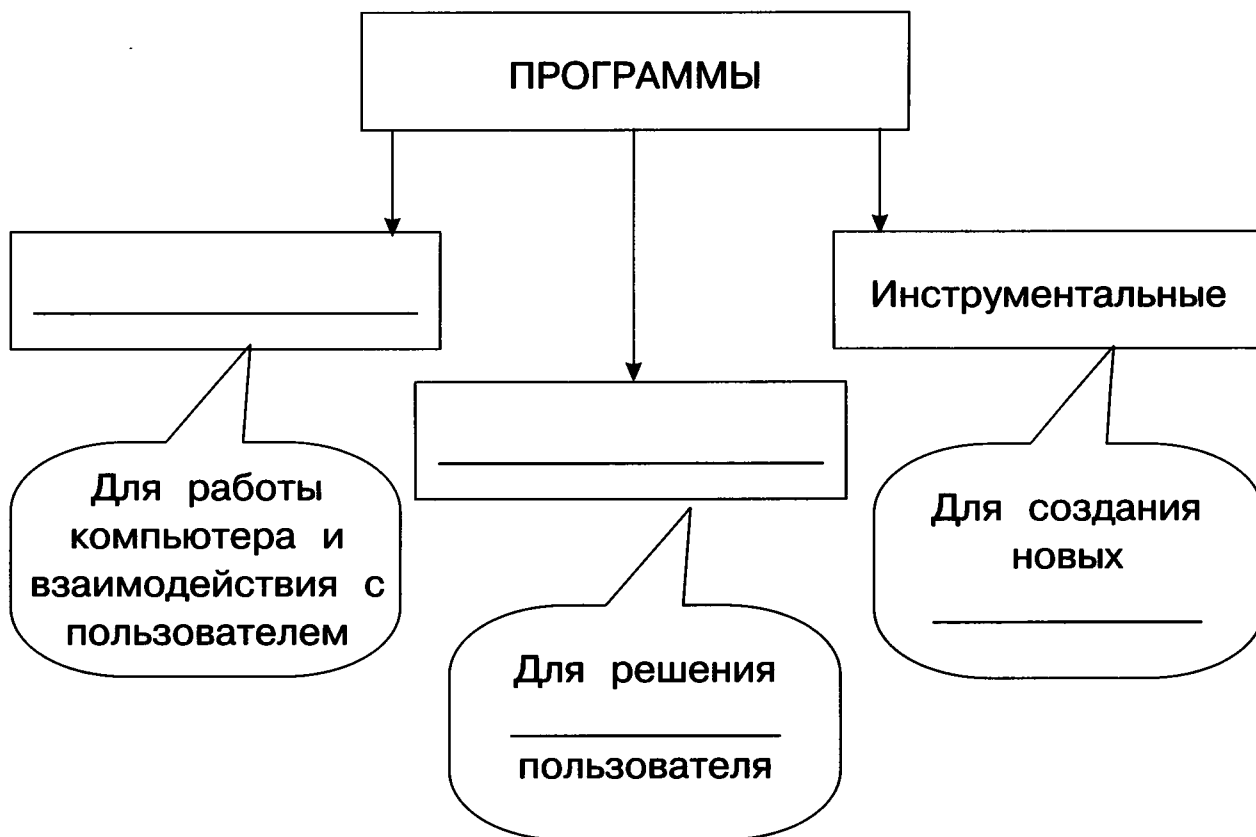 ПРОГРАММЫ
Инструментальные
Для работы
компьютера и
взаимодействия с
пользователем
Для решения
пользователя
Для создания
новых